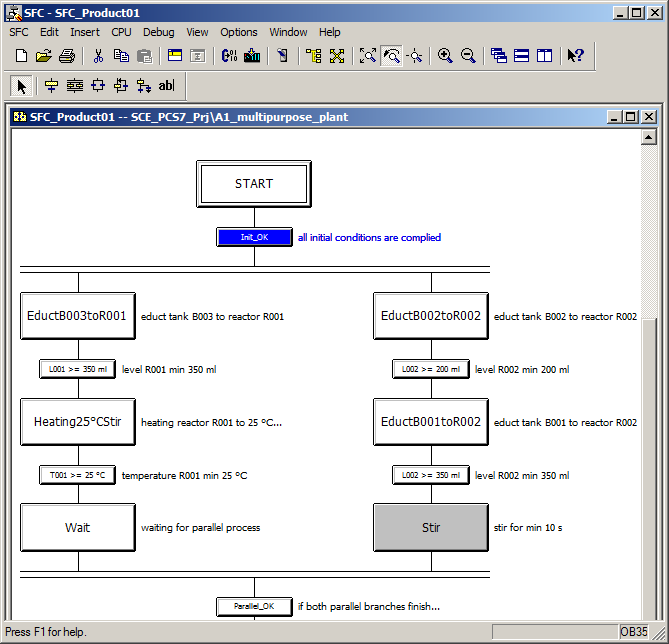 SFC - SFC_Product01
SFC Edit Insert CPU Debug View Options Window Help
abl
SFC_Product01 -- SCE_PCS7_Prj\A1_multipurpose_plant
START
Init_OK all initial conditions are complied
EductB003toR001 educt tank B003 to reactor R001 EductB002toR002 educt tank B002 to reactor R002
L001 >= 350 ml level R001 min 350 ml L002 >= 200 ml level R002 min 200 ml
Heating25°CStir heating reactor R001 to 25 ºC... EductB001toR002 educt tank B001 to reactor R002
T001 >= 25 ºC temperature R001 min 25 ºC L002 >= 350 ml level R002 min 350 ml
Wait waiting for parallel process Stir stir for min 10 s
Parallel_OK if both parallel branches finish...
Press F1 for help. OB35